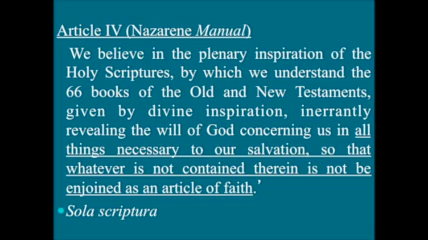 Article IV (Nazarene Manual)
We believe in the plenary inspiration of the
Holy Scriptures, by which we understand the
66 books of the Old and New Testaments,
given by divine inspiration, inerrantly
revealing the will of God concerning us in all
things necessary to our salvation, so that
whatever is not contained therein is not be
enjoined as an article of faith.’
Sola scriptura